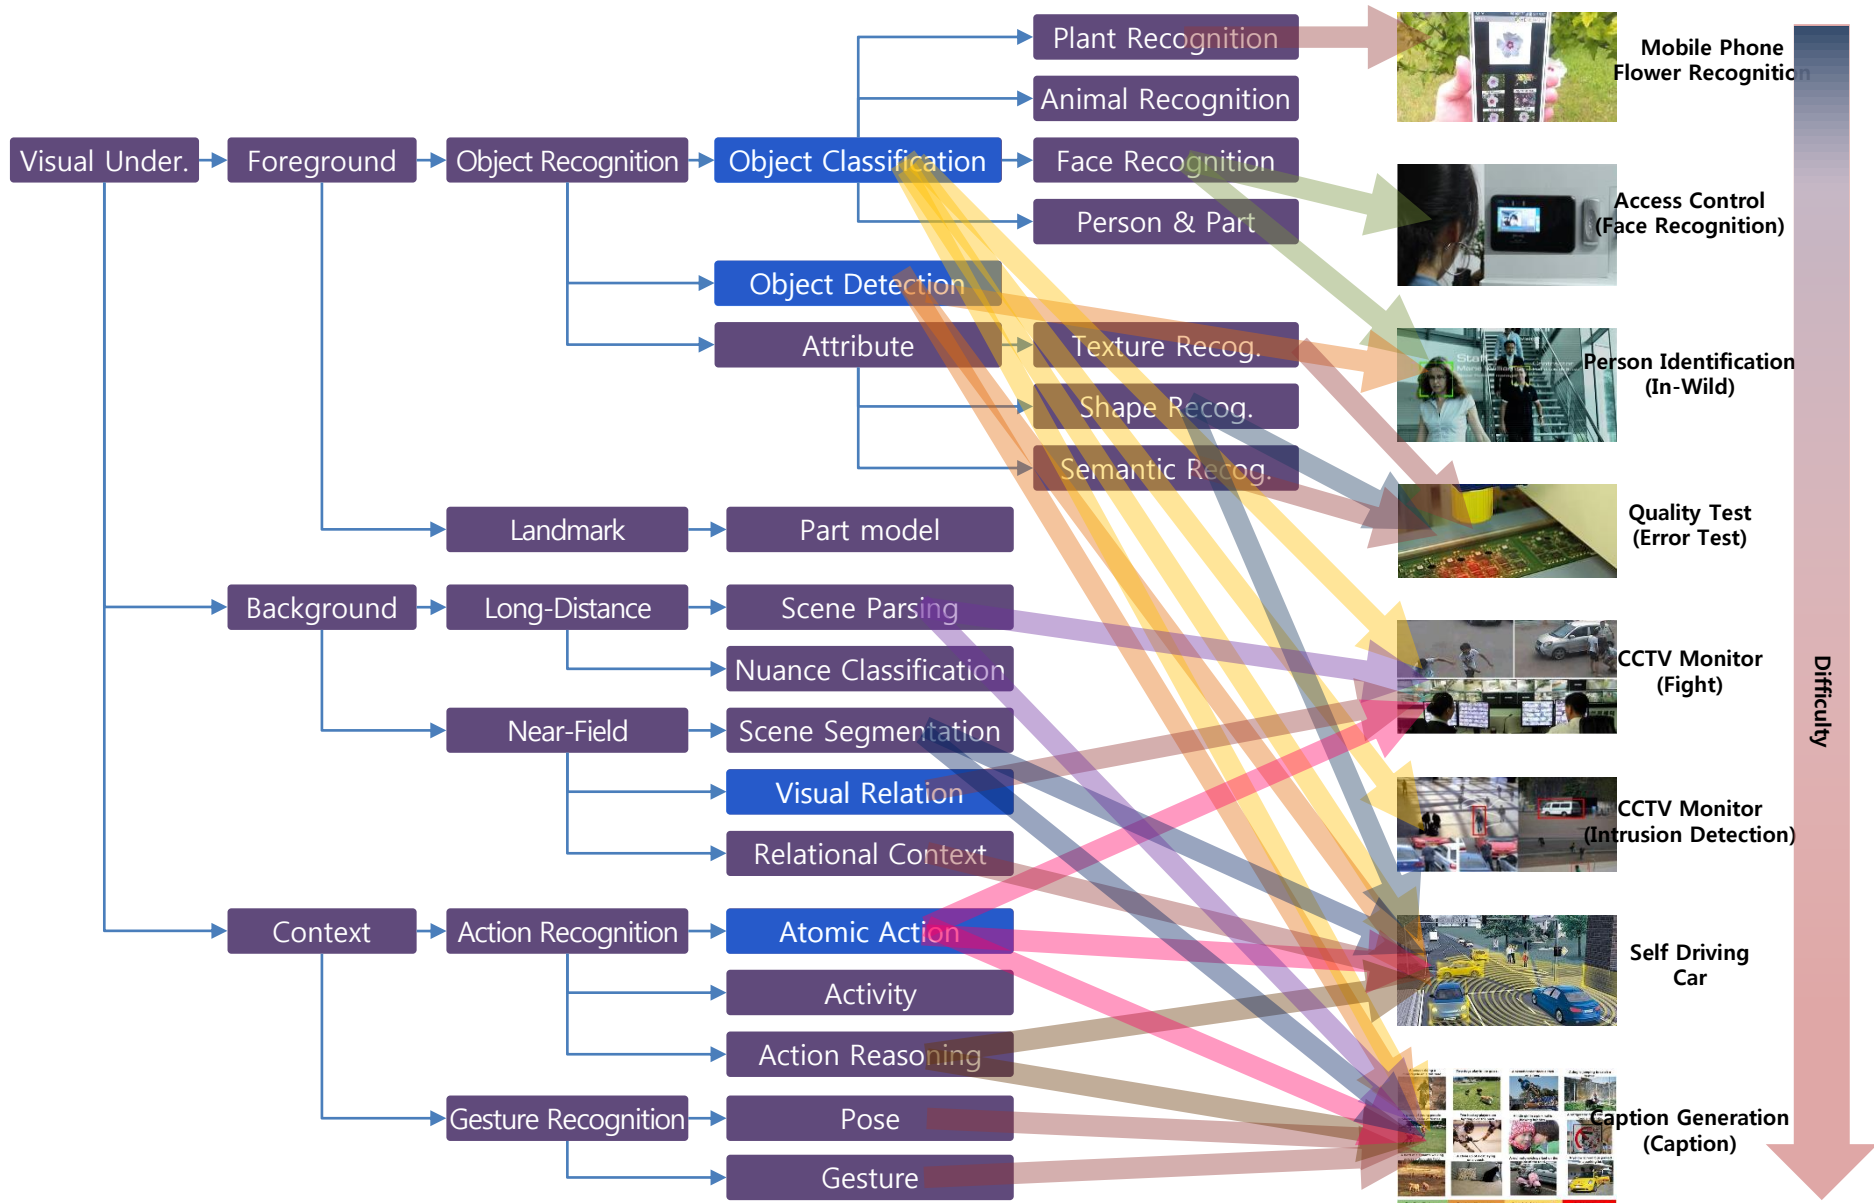 Plant Recognition
Mobile Phone
Flower Recognition
Animal Recognition
Visual Under.
Foreground
Object Recognition
Object Classification
Face Recognition
Access Control
(Face Recognition)
Person & Part
Object Detection
Attribute
Texture Recog.
Staff
Person Identification
(In-Wild)
Shape Recog.
Semantic Recog.
Landmark
Part model
Quality Test
(Error Test)
Background
Long-Distance
Scene Parsing
Nuance Classification
CCTV Monitor
(Fight)
Near-Field
Scene Segmentation
Visual Relation
Relational Context
CCTV Monitor
(Intrusion Detection)
Difficulty
Context
Action Recognition
Atomic Action
Self Driving
Car
Activity
Action Reasoning
Gesture Recognition
Pose
Gesture
Caption Generation
(Caption)